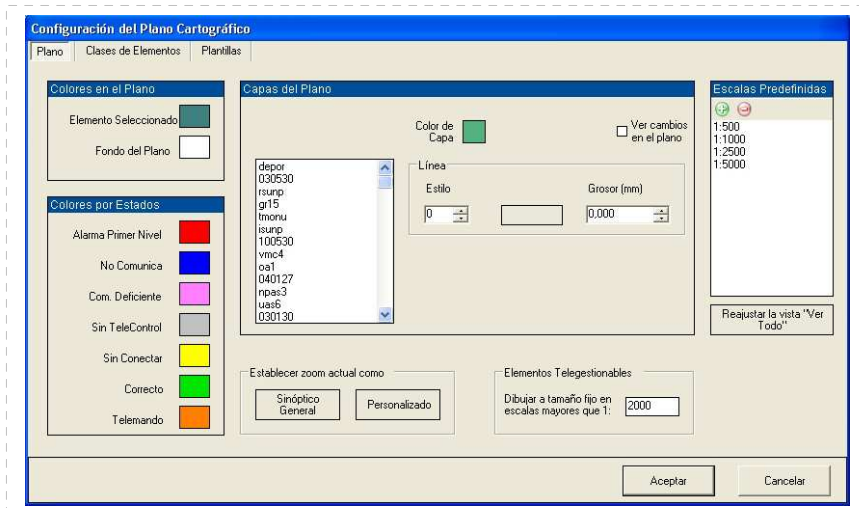 Configuración del Plano Cartográfico
Plano
Clases de Elementos
Plantillas
Colores en el Plano
Elemento Seleccionado
Fondo del Plano
Colores por Estados
Alarma Primer Nivel
No Comunica
Com. Deficiente
Sin TeleControl
Sin Conectar
Correcto
Telemando
Capas del Plano
Color de
Capa
Ver cambios
en el plano
depor
030530
rsunp
gr15
tmonu
isunp
100530
vmc4
oa1
040127
npas3
uas6
030130
Línea
Estilo
0
Grosor (mm)
0,000
Establecer zoom actual como
Sinóptico
General
Personalizado
Elementos Telegestionables
Dibujar a tamaño fijo en
escalas mayores que 1:
2000
Escalas Predefinidas
1:500
1:1000
1:2500
1:5000
Reajustar la vista "Ver
Todo"
Aceptar
Cancelar